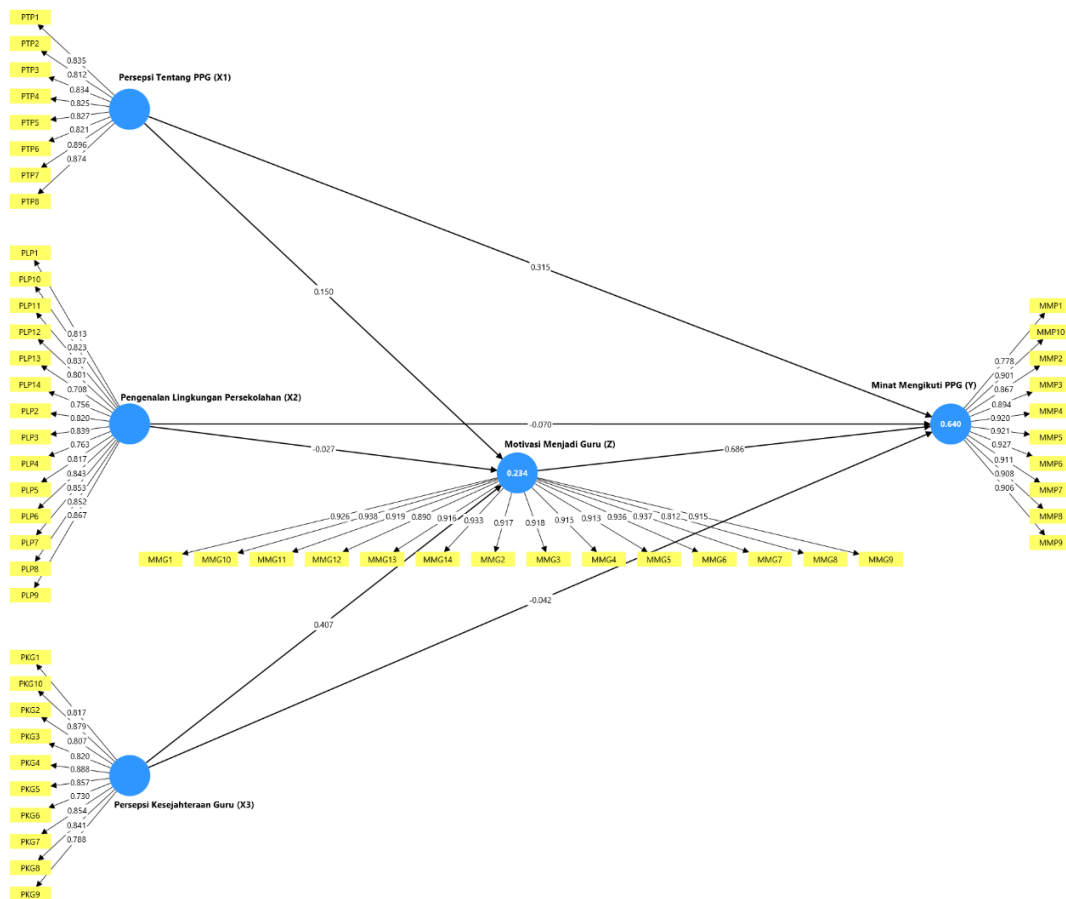 PTP1
PTP2
PTP3
PTP4
PTP5
PTP6
PTP7
PTP8
0.835
0.812
0.834
0.825
0.827
0.821
0.896
0.874
Persepsi Tentang PPG (X1)
0.315
0.150
PLP1
PLP10
PLP11
PLP12
PLP13
PLP14
PLP2
PLP3
PLP4
PLP5
PLP6
PLP7
PLP8
PLP9
0.813
0.823
0.837
0.801
0.708
0.756
0.820
0.839
0.763
0.817
0.843
0.853
0.852
0.867
Pengenalan Lingkungan Persekolahan (X2)
-0.070
-0.027
Motivasi Menjadi Guru (Z)
0.234
0.686
0.926
0.938
0.919
0.890
0.916
0.933
0.917
0.918
0.915
0.913
0.936
0.937
0.812
0.915
MMG1
MMG10
MMG11
MMG12
MMG13
MMG14
MMG2
MMG3
MMG4
MMG5
MMG6
MMG7
MMG8
MMG9
Minat Mengikuti PPG (Y)
0.640
0.778
0.901
0.867
0.894
0.920
0.921
0.927
0.911
0.908
0.906
MMP1
MMP10
MMP2
MMP3
MMP4
MMP5
MMP6
MMP7
MMP8
MMP9
0.407
-0.042
PKG1
PKG10
PKG2
PKG3
PKG4
PKG5
PKG6
PKG7
PKG8
PKG9
0.817
0.879
0.807
0.820
0.888
0.857
0.730
0.854
0.841
0.788
Persepsi Kesejahteraan Guru (X3)